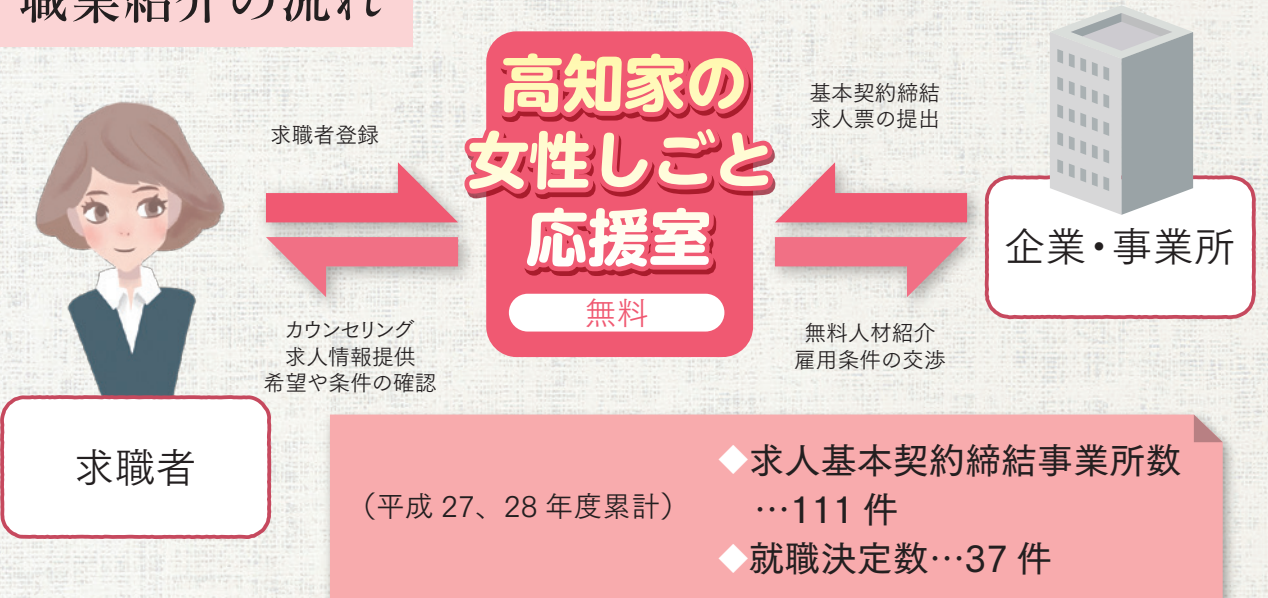 職業紹介の流れ
求職者登録
高知家の
女性しごと
応援室
無料
基本契約締結
求人票の提出
企業・事業所
カウンセリング
求人情報提供
希望や条件の確認
無料人材紹介
雇用条件の交渉
求職者
（平成 27、28 年度累計）
◆求人基本契約締結事業所数
…111 件
◆就職決定数…37 件